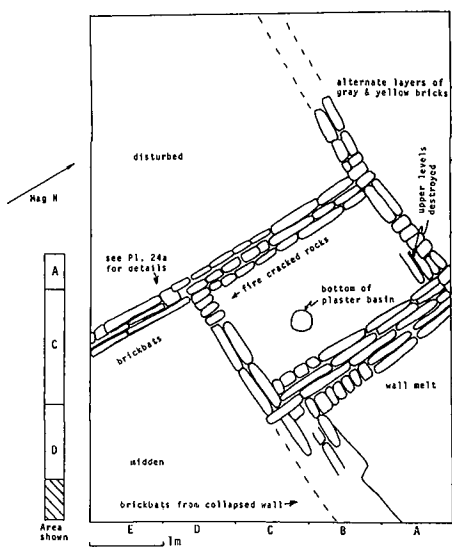 alternate layers of
gray & yellow bricks
disturbed
Mag N
upper levels
destroyed
see Pl. 24a
for details
fire cracked rocks
bottom of
plaster basin
brickbats
wall melt
midden
brickbats from collapsed wall
A
C
D
Area
shown
E D C B A
1m